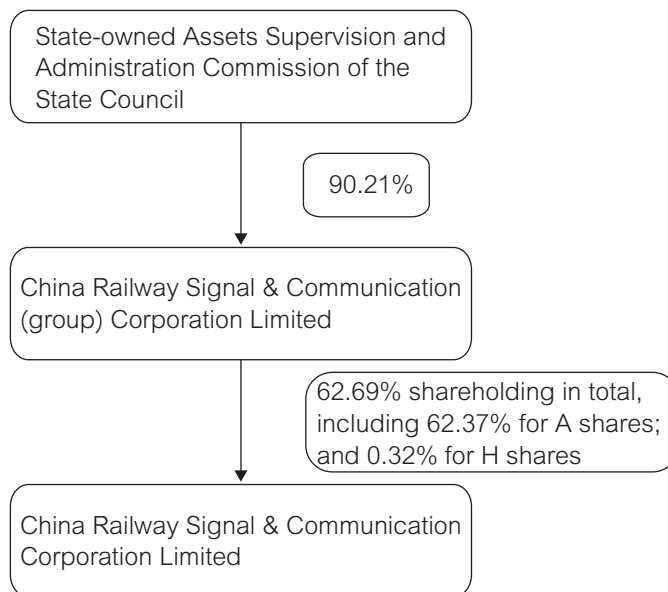 State-owned Assets Supervision and
Administration Commission of the
State Council
90.21%
China Railway Signal & Communication
(group) Corporation Limited
62.69% shareholding in total,
including 62.37% for A shares;
and 0.32% for H shares
China Railway Signal & Communication
Corporation Limited